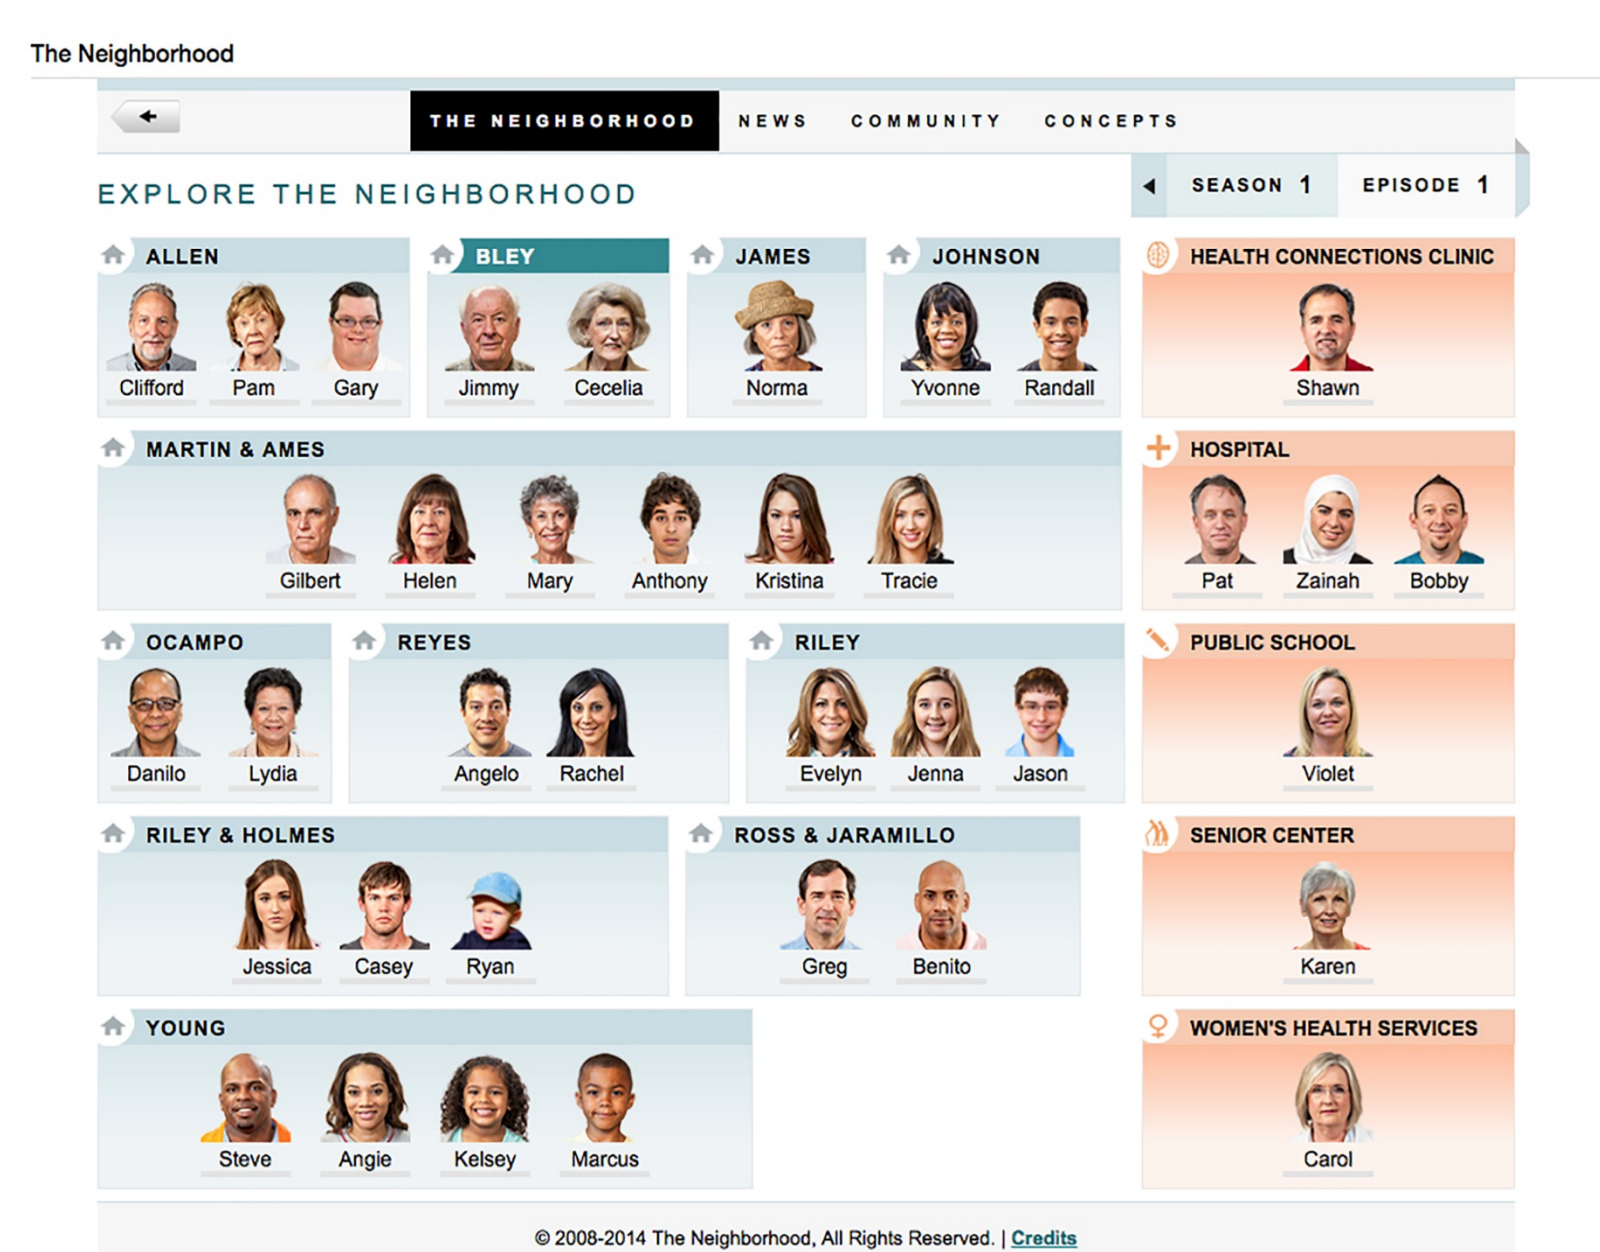 The Neighborhood
THE NEIGHBORHOOD NEWS COMMUNITY CONCEPTS
EXPLORE THE NEIGHBORHOOD
SEASON 1 EPISODE 1
ALLEN BLEY JAMES JOHNSON HEALTH CONNECTIONS CLINIC
Clifford Pam Gary Jimmy Cecelia Norma Yvonne Randall Shawn
MARTIN & AMES HOSPITAL
Gilbert Helen Mary Anthony Kristina Tracie Pat Zainah Bobby
OCAMPO REYES RILEY PUBLIC SCHOOL
Danilo Lydia Angelo Rachel Evelyn Jenna Jason Violet
RILEY & HOLMES ROSS & JARAMILLO SENIOR CENTER
Jessica Casey Ryan Greg Benito Karen
YOUNG WOMEN'S HEALTH SERVICES
Steve Angie Kelsey Marcus Carol
© 2008-2014 The Neighborhood, All Rights Reserved. | Credits